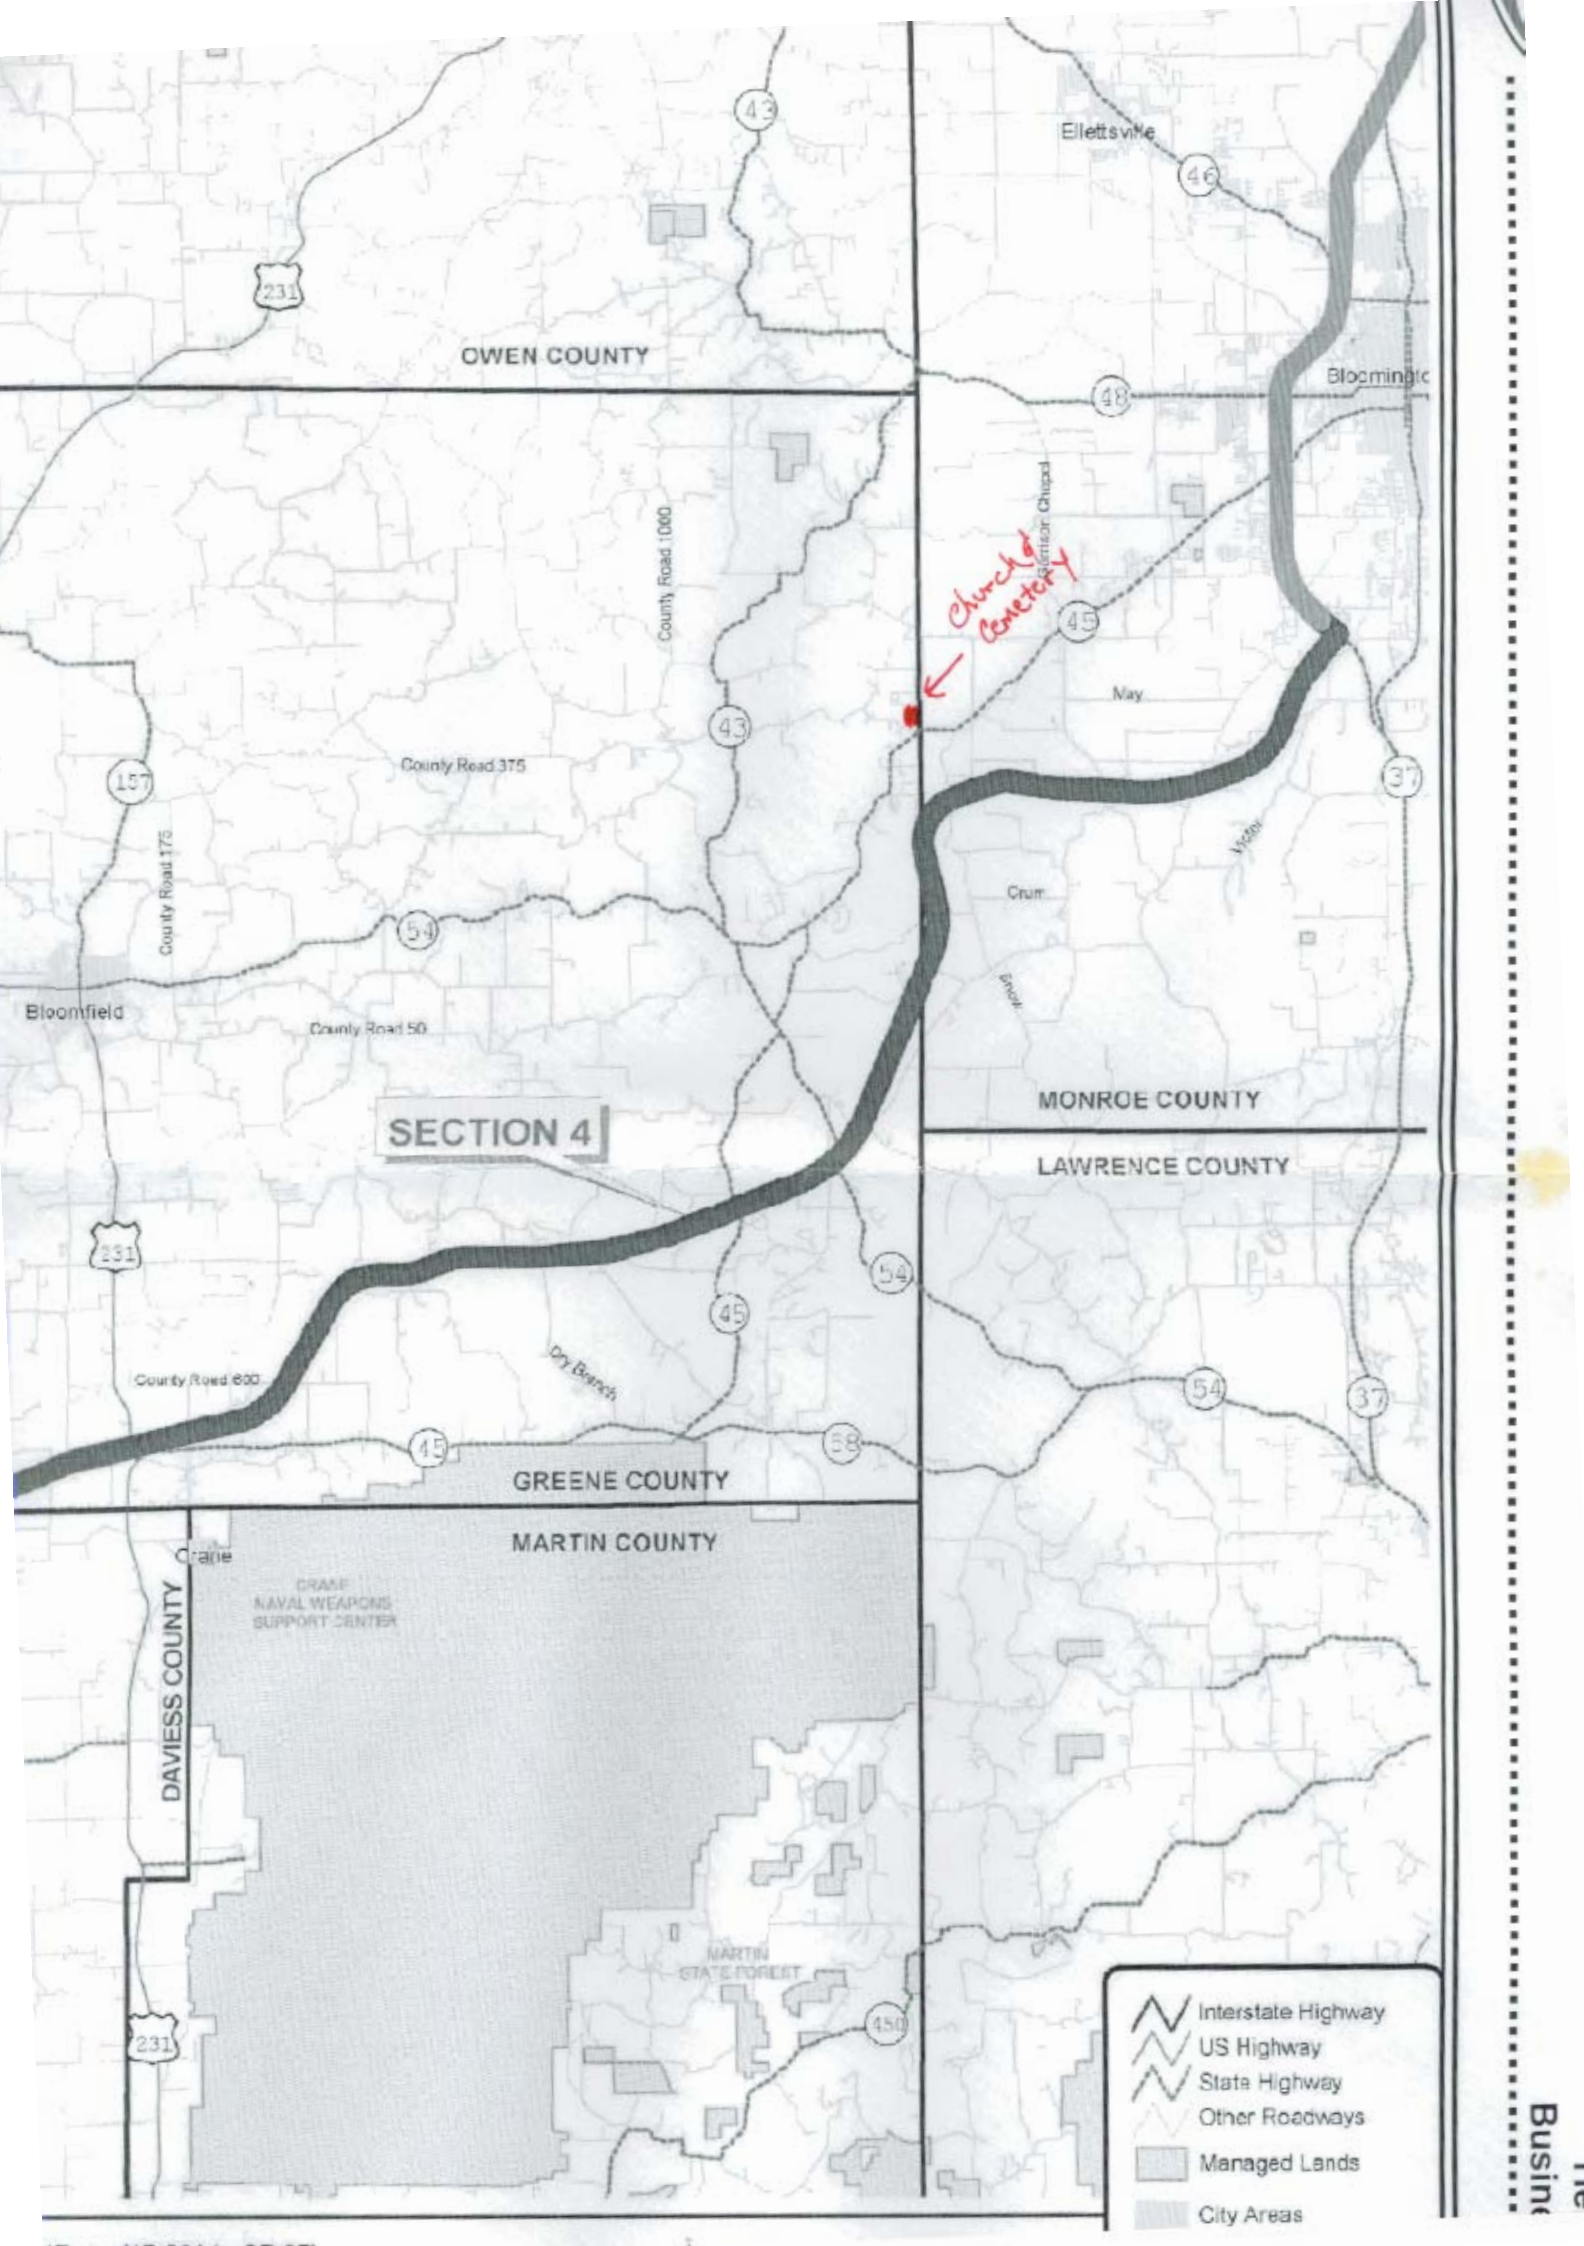 43
Ellettsville
46
231
OWEN COUNTY
Bloomingto
48
County Road 1000
Garrison Chapel
Church &
Cemetery
45
May
43
37
County Road 375
157
County Road 175
Victor
54
Crum
Bloomfield
County Road 50
MONROE COUNTY
SECTION 4
LAWRENCE COUNTY
231
54
45
Dry Branch
County Road 600
54
37
45
58
GREENE COUNTY
MARTIN COUNTY
Crane
CRANE
NAVAL WEAPONS
SUPPORT CENTER
DAVIESS COUNTY
MARTIN
STATE FOREST
450
231
Interstate Highway
US Highway
State Highway
Other Roadways
Managed Lands
City Areas
Busine